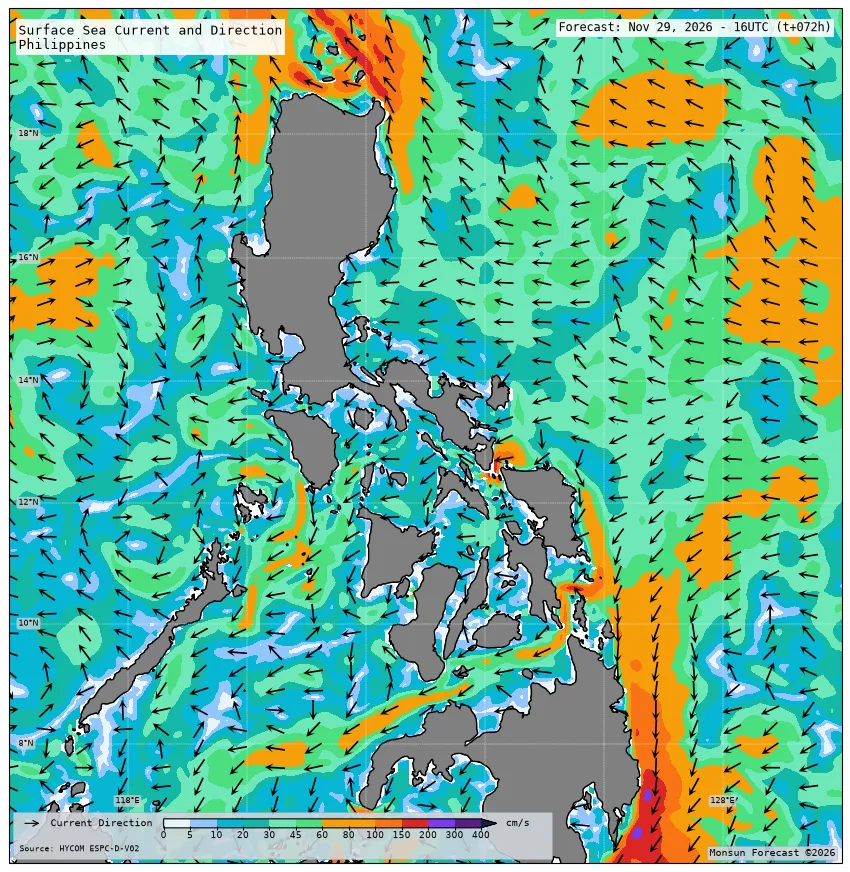 Surface Sea Current and Direction
Philippines
Forecast: Nov 29, 2026 - 16UTC (t+072h)
18°N
16°N
14°N
12°N
10°N
8°N
118°E
128°E
Current Direction
0 5 10 20 30 45 60 80 100 150 200 300 400
cm/s
Source: HYCOM ESPC-D-V02
Monsun Forecast ©2026